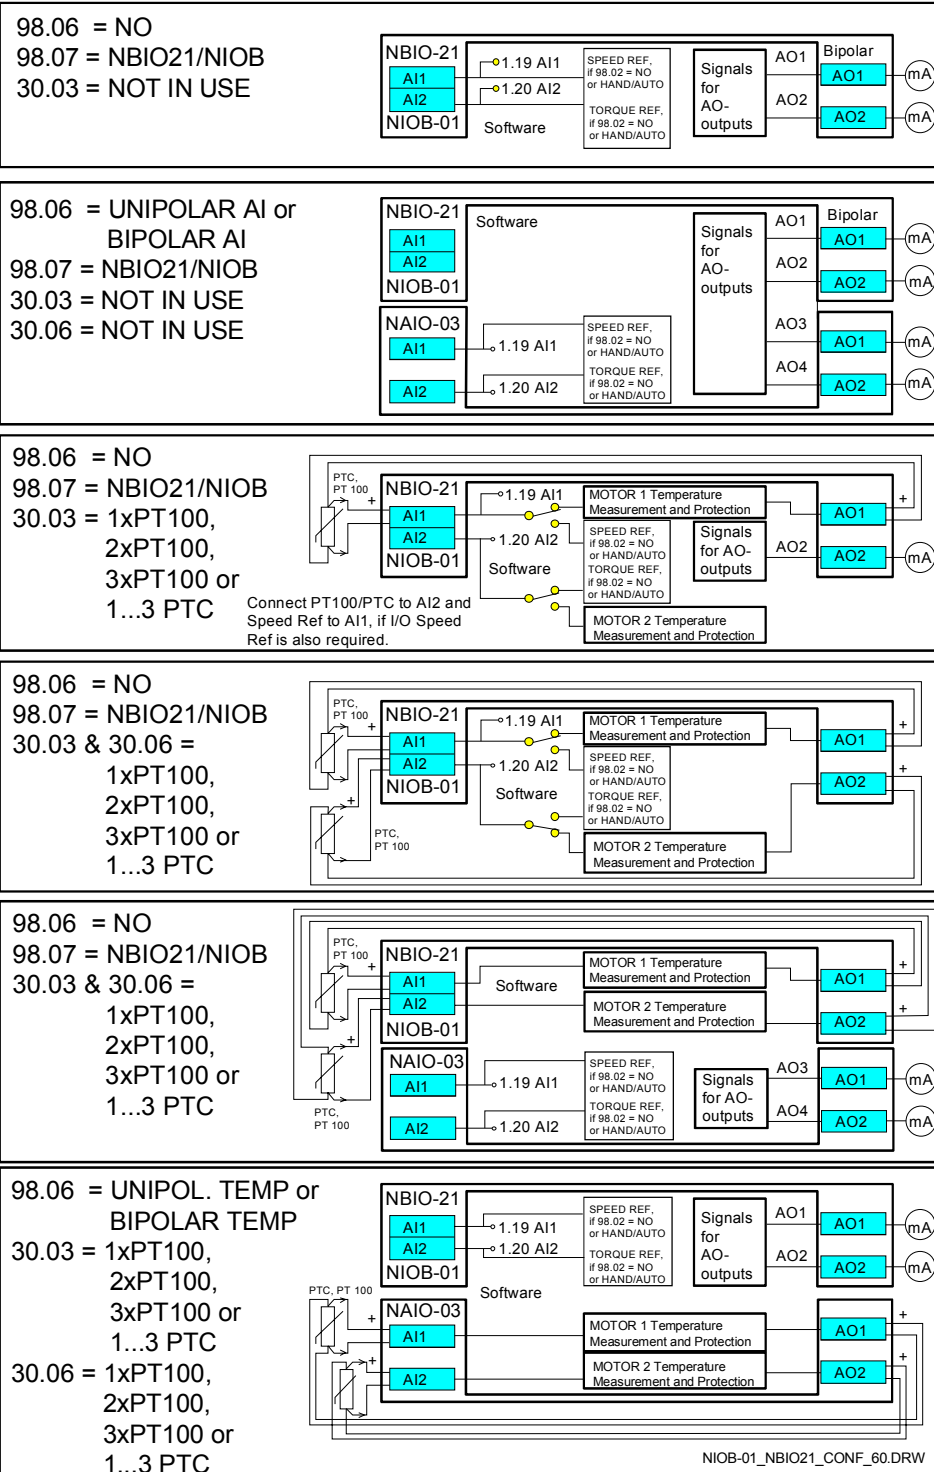 98.06 = NO
98.07 = NBIO21/NIOB
30.03 = NOT IN USE
NBIO-21
AI1
AI2
NIOB-01
1.19 AI1
1.20 AI2
Software
SPEED REF,
if 98.02 = NO
or HAND/AUTO
TORQUE REF,
if 98.02 = NO
or HAND/AUTO
Signals
for
AO-
outputs
AO1
AO2
Bipolar
AO1
AO2
mA
mA
98.06 = UNIPOLAR AI or
BIPOLAR AI
98.07 = NBIO21/NIOB
30.03 = NOT IN USE
30.06 = NOT IN USE
NBIO-21
AI1
AI2
NIOB-01
Software
NAIO-03
AI1
AI2
1.19 AI1
1.20 AI2
SPEED REF,
if 98.02 = NO
or HAND/AUTO
TORQUE REF,
if 98.02 = NO
or HAND/AUTO
Signals
for
AO-
outputs
AO1
AO2
AO3
AO4
Bipolar
AO1
AO2
AO1
AO2
mA
mA
mA
mA
98.06 = NO
98.07 = NBIO21/NIOB
30.03 = 1xPT100,
2xPT100,
3xPT100 or
1...3 PTC
PTC,
PT 100
+
NBIO-21
AI1
AI2
NIOB-01
1.19 AI1
1.20 AI2
Software
Connect PT100/PTC to AI2 and
Speed Ref to AI1, if I/O Speed
Ref is also required.
MOTOR 1 Temperature
Measurement and Protection
SPEED REF,
if 98.02 = NO
or HAND/AUTO
TORQUE REF,
if 98.02 = NO
or HAND/AUTO
MOTOR 2 Temperature
Measurement and Protection
Signals
for AO-
outputs
AO2
AO1
AO2
+
mA
98.06 = NO
98.07 = NBIO21/NIOB
30.03 & 30.06 =
1xPT100,
2xPT100,
3xPT100 or
1...3 PTC
PTC,
PT 100
+
+
PTC,
PT 100
NBIO-21
AI1
AI2
NIOB-01
1.19 AI1
1.20 AI2
Software
MOTOR 1 Temperature
Measurement and Protection
SPEED REF,
if 98.02 = NO
or HAND/AUTO
TORQUE REF,
if 98.02 = NO
or HAND/AUTO
MOTOR 2 Temperature
Measurement and Protection
AO1
AO2
+
+
98.06 = NO
98.07 = NBIO21/NIOB
30.03 & 30.06 =
1xPT100,
2xPT100,
3xPT100 or
1...3 PTC
PTC,
PT 100
+
+
PTC,
PT 100
NBIO-21
AI1
AI2
NIOB-01
Software
MOTOR 1 Temperature
Measurement and Protection
MOTOR 2 Temperature
Measurement and Protection
AO1
AO2
+
+
NAIO-03
AI1
AI2
1.19 AI1
1.20 AI2
SPEED REF,
if 98.02 = NO
or HAND/AUTO
TORQUE REF,
if 98.02 = NO
or HAND/AUTO
Signals
for AO-
outputs
AO3
AO4
AO1
AO2
mA
mA
98.06 = UNIPOL. TEMP or
BIPOLAR TEMP
30.03 = 1xPT100,
2xPT100,
3xPT100 or
1...3 PTC
30.06 = 1xPT100,
2xPT100,
3xPT100 or
1...3 PTC
NBIO-21
AI1
AI2
NIOB-01
1.19 AI1
1.20 AI2
Software
SPEED REF,
if 98.02 = NO
or HAND/AUTO
TORQUE REF,
if 98.02 = NO
or HAND/AUTO
Signals
for
AO-
outputs
AO1
AO2
AO1
AO2
mA
mA
PTC, PT 100
+
+
NAIO-03
AI1
AI2
MOTOR 1 Temperature
Measurement and Protection
MOTOR 2 Temperature
Measurement and Protection
AO1
AO2
+
+
NIOB-01_NBIO21_CONF_60.DRW